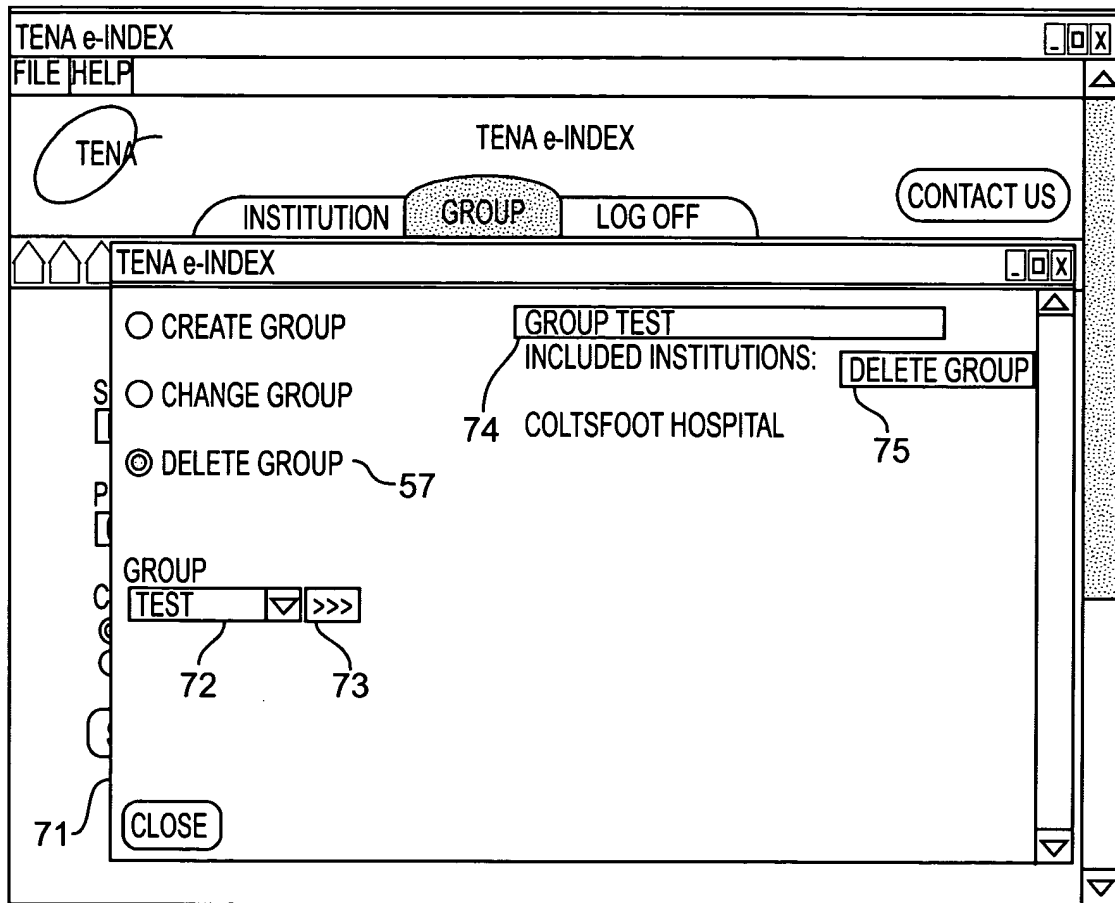 TENA e-INDEX
FILE HELP
TENA
TENA e-INDEX
CONTACT US
INSTITUTION GROUP LOG OFF
TENA e-INDEX
CREATE GROUP
GROUP TEST
INCLUDED INSTITUTIONS:
DELETE GROUP
S
CHANGE GROUP
74
COLTSFOOT HOSPITAL
75
DELETE GROUP
57
P
GROUP
C
TEST >>>
72
73
71
CLOSE